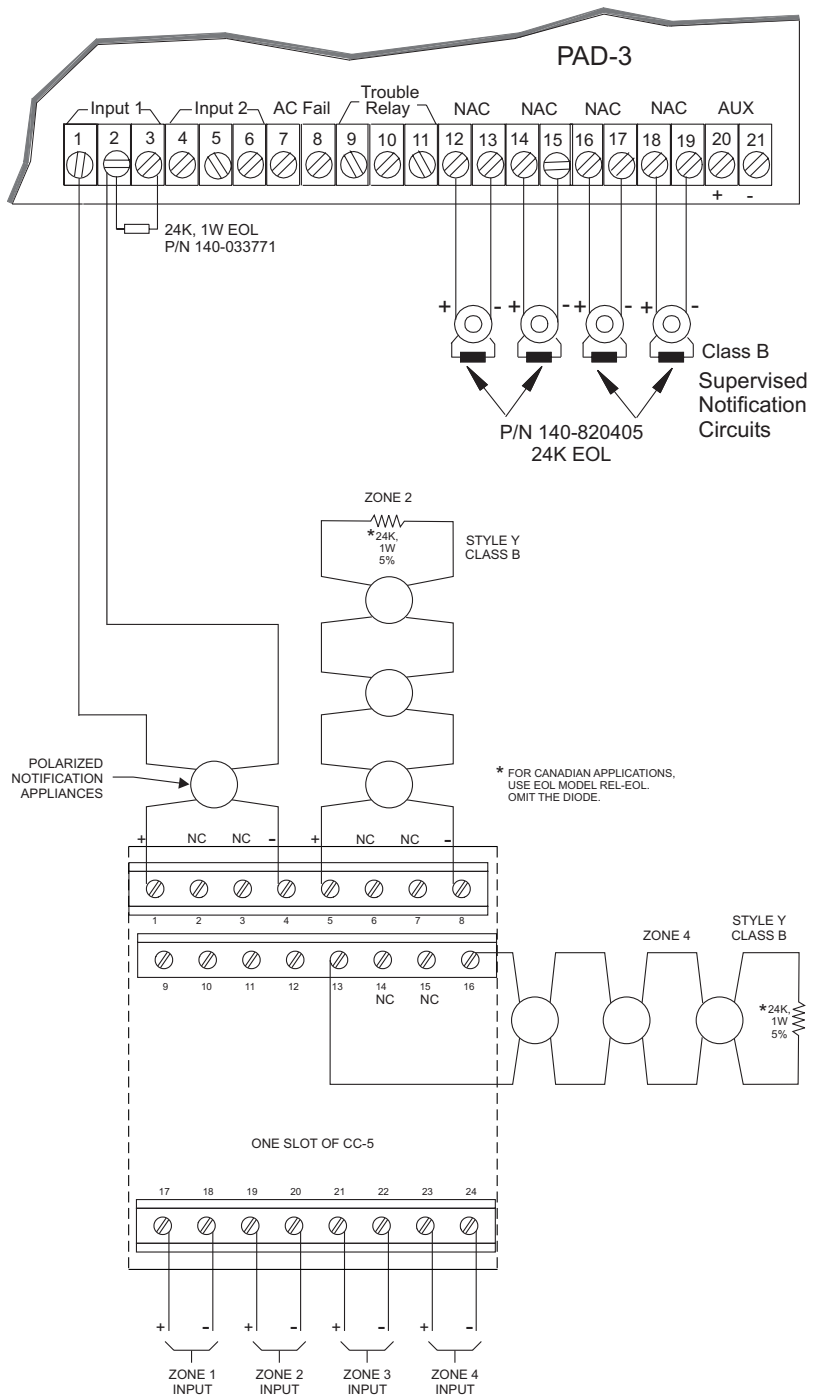 PAD-3
Input 1
Input 2
AC Fail
Trouble
Relay
NAC
NAC
NAC
NAC
AUX
1 2 3 4 5 6 7 8 9 10 11 12 13 14 15 16 17 18 19 20 21
+ -
24K, 1W EOL
P/N 140-033771
+ - + - + - + -
Class B
Supervised
Notification
Circuits
P/N 140-820405
24K EOL
ZONE 2
*24K,
1W
5%
STYLE Y
CLASS B
POLARIZED
NOTIFICATION
APPLIANCES
* FOR CANADIAN APPLICATIONS,
USE EOL MODEL REL-EOL.
OMIT THE DIODE.
+ NC NC - + NC NC -
1 2 3 4 5 6 7 8
ZONE 4
STYLE Y
CLASS B
9 10 11 12 13 14 15 16
NC NC
*24K,
1W
5%
ONE SLOT OF CC-5
17 18 19 20 21 22 23 24
+ - + - + - + -
ZONE 1
INPUT
ZONE 2
INPUT
ZONE 3
INPUT
ZONE 4
INPUT